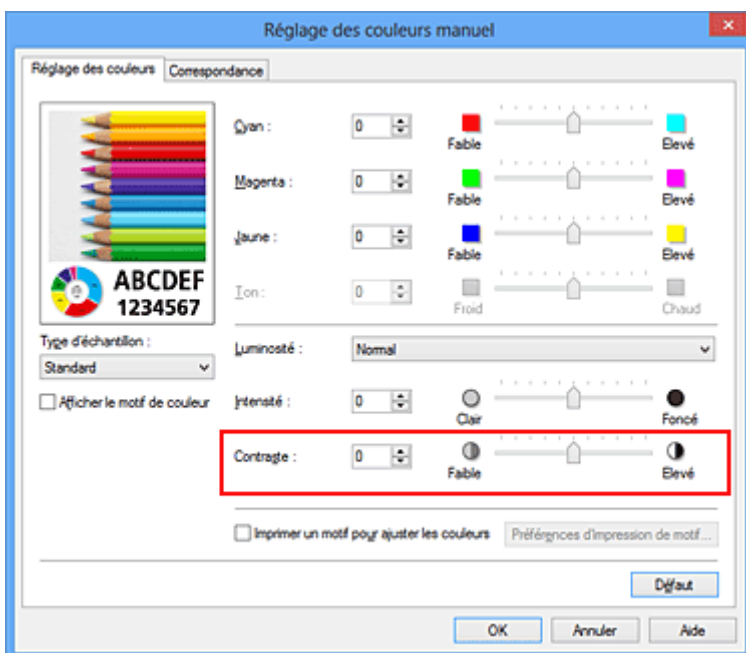 Réglage des couleurs manuel
Réglage des couleurs Correspondance
ABCDEF
1234567
Type d'échantillon :
Standard
Afficher le motif de couleur
Cyan : 0 Faible Elevé
Magenta : 0 Faible Elevé
Jaune : 0 Faible Elevé
Ton : 0 Froid Chaud
Luminosité : Normal
Intensité : 0 Clair Foncé
Contraste : 0 Faible Elevé
Imprimer un motif pour ajuster les couleurs Préférences d'impression de motif...
Défaut
OK Annuler Aide